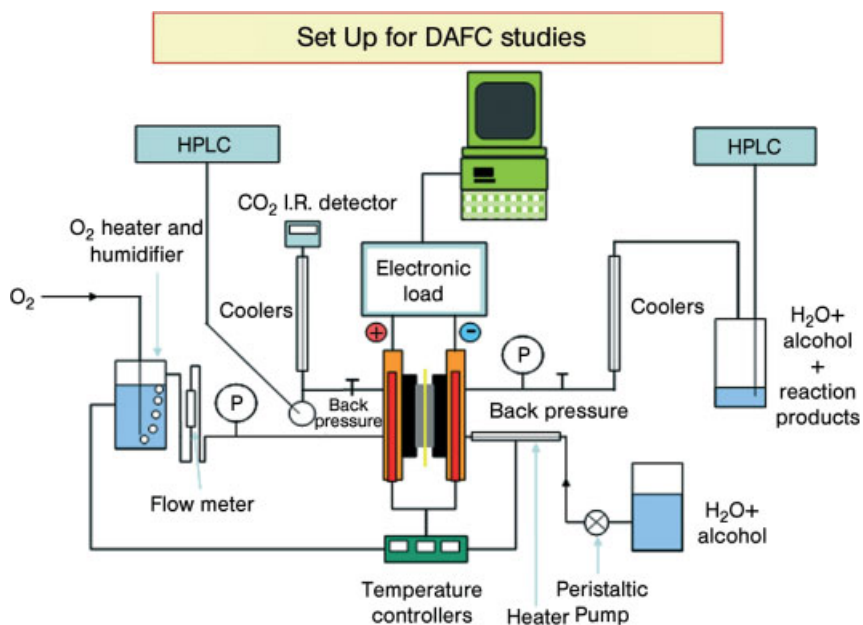 Set Up for DAFC studies
HPLC
HPLC
CO₂ I.R. detector
O₂ heater and
humidifier
Electronic
load
O₂
Coolers
Coolers
+
-
H₂O+
alcohol
+
reaction
products
P
P
Back
pressure
Back pressure
Flow meter
H₂O+
alcohol
Temperature
controllers
Peristaltic
Heater Pump